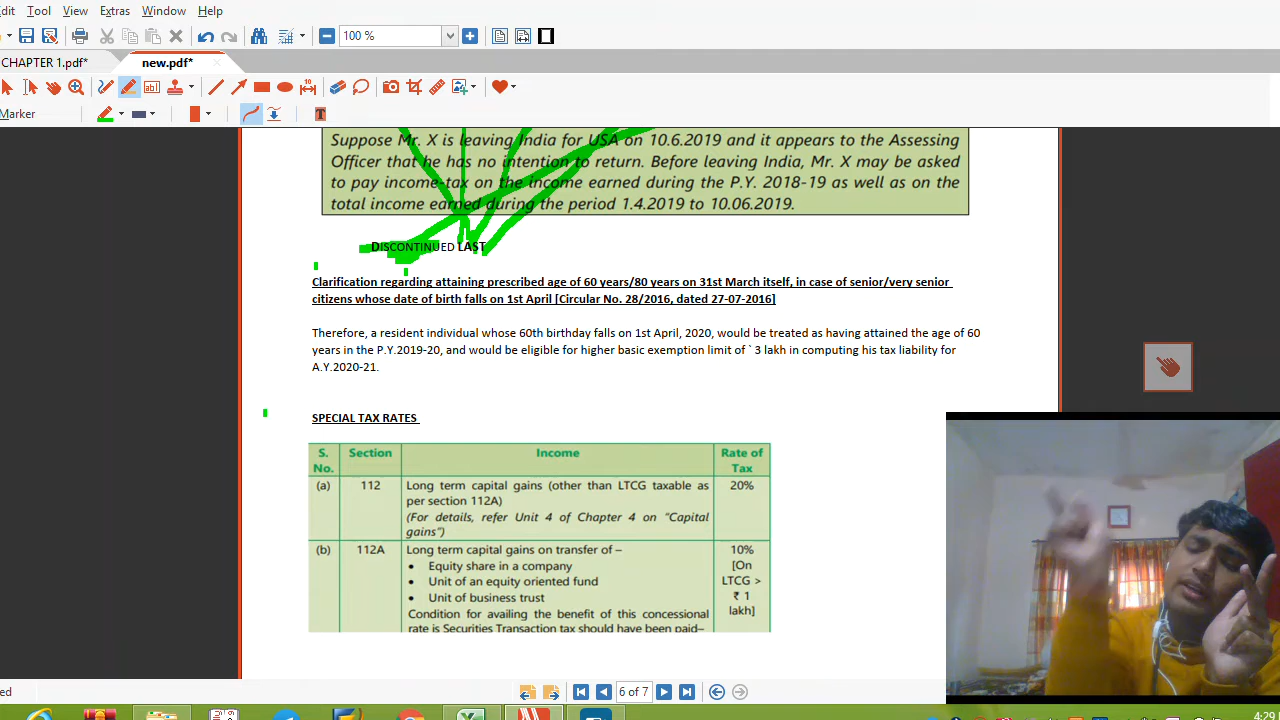 dit Tool View Extras Window Help
100 %
CHAPTER 1.pdf* new.pdf*
Marker
T
Suppose Mr. X is leaving India for USA on 10.6.2019 and it appears to the Assessing
Officer that he has no intention to return. Before leaving India, Mr. X may be asked
to pay income-tax on the income earned during the P.Y. 2018-19 as well as on the
total income earned during the period 1.4.2019 to 10.06.2019.
DISCONTINUED LAST
Clarification regarding attaining prescribed age of 60 years/80 years on 31st March itself, in case of senior/very senior
citizens whose date of birth falls on 1st April [Circular No. 28/2016, dated 27-07-2016]
Therefore, a resident individual whose 60th birthday falls on 1st April, 2020, would be treated as having attained the age of 60
years in the P.Y.2019-20, and would be eligible for higher basic exemption limit of ` 3 lakh in computing his tax liability for
A.Y.2020-21.
SPECIAL TAX RATES
S. No. Section Income Rate of Tax
(a) 112 Long term capital gains (other than LTCG taxable as 20%
per section 112A)
(For details, refer Unit 4 of Chapter 4 on "Capital
gains")
(b) 112A Long term capital gains on transfer of – 10%
• Equity share in a company [On
• Unit of an equity oriented fund LTCG >
• Unit of business trust ₹ 1
Condition for availing the benefit of this concessional lakh]
rate is Securities Transaction tax should have been paid–
ed 6 of 7
4:29